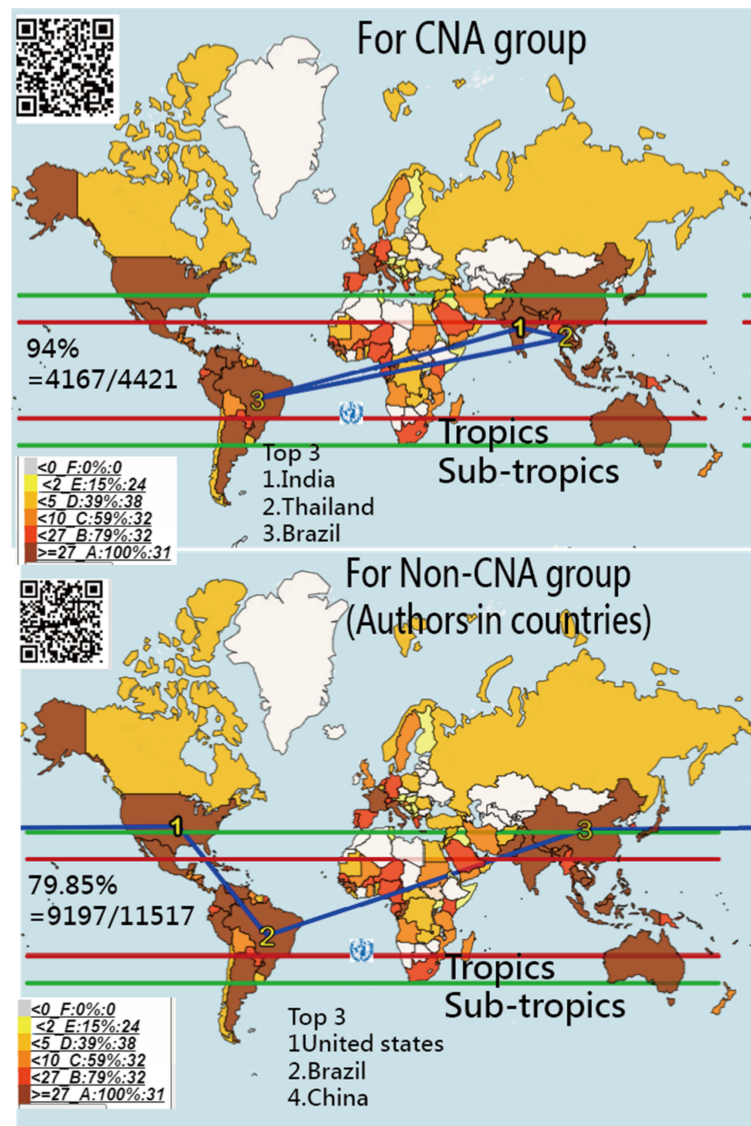 For CNA group
1
2
3
94%
=4167/4421
Tropics
Sub-tropics
Top 3
1.India
2.Thailand
3.Brazil
<0_F:0%:0
<2_E:15%:24
<5_D:39%:38
<10_C:59%:32
<27_B:79%:32
>=27_A:100%:31
For Non-CNA group
(Authors in countries)
1
3
2
79.85%
=9197/11517
Tropics
Sub-tropics
Top 3
1United states
2.Brazil
4.China
<0_F:0%:0
<2_E:15%:24
<5_D:39%:38
<10_C:59%:32
<27_B:79%:32
>=27_A:100%:31